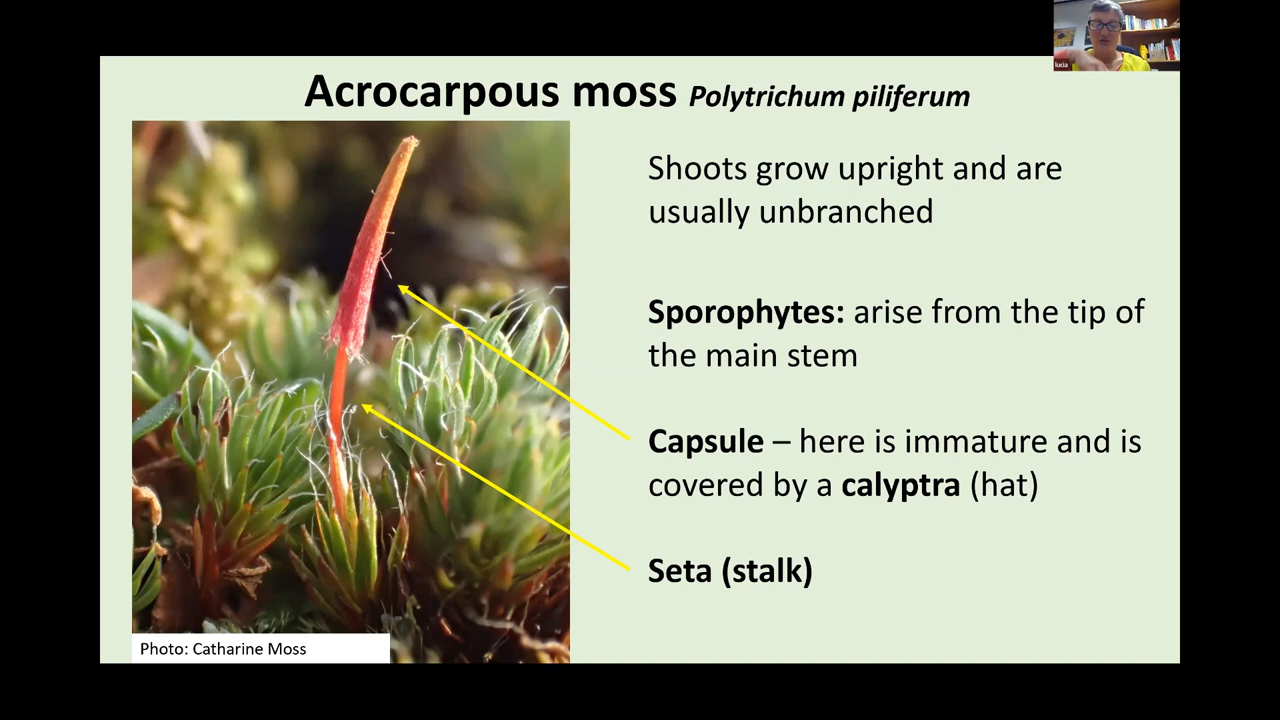 lucia
Acrocarpous moss Polytrichum piliferum
Shoots grow upright and are
usually unbranched
Sporophytes: arise from the tip of
the main stem
Capsule – here is immature and is
covered by a calyptra (hat)
Seta (stalk)
Photo: Catharine Moss